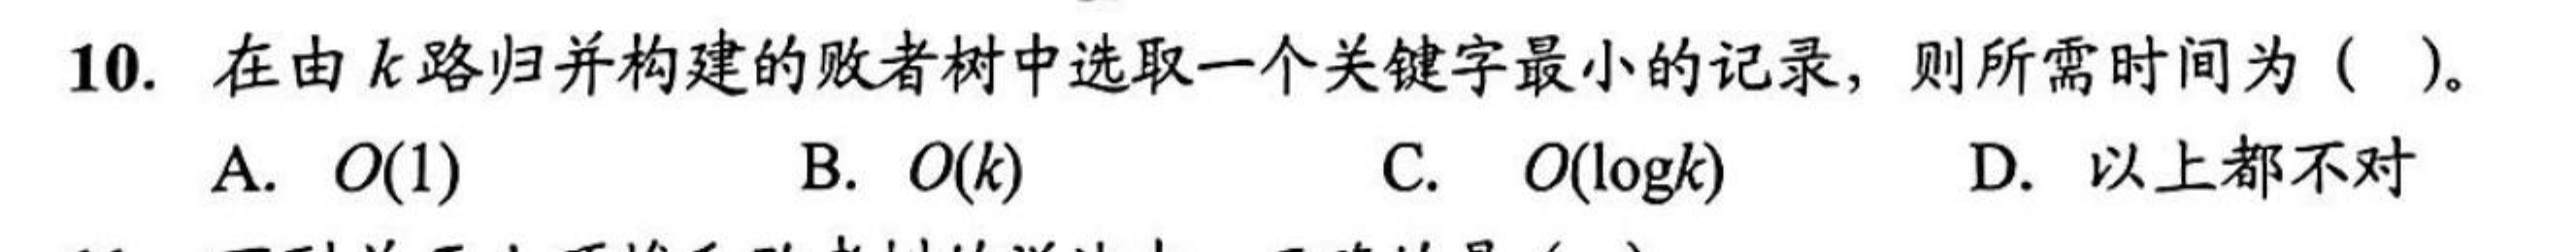 10. 在由 k 路归并构建的败者树中选取一个关键字最小的记录，则所需时间为（ ）。
A. O(1) B. O(k) C. O(logk) D. 以上都不对